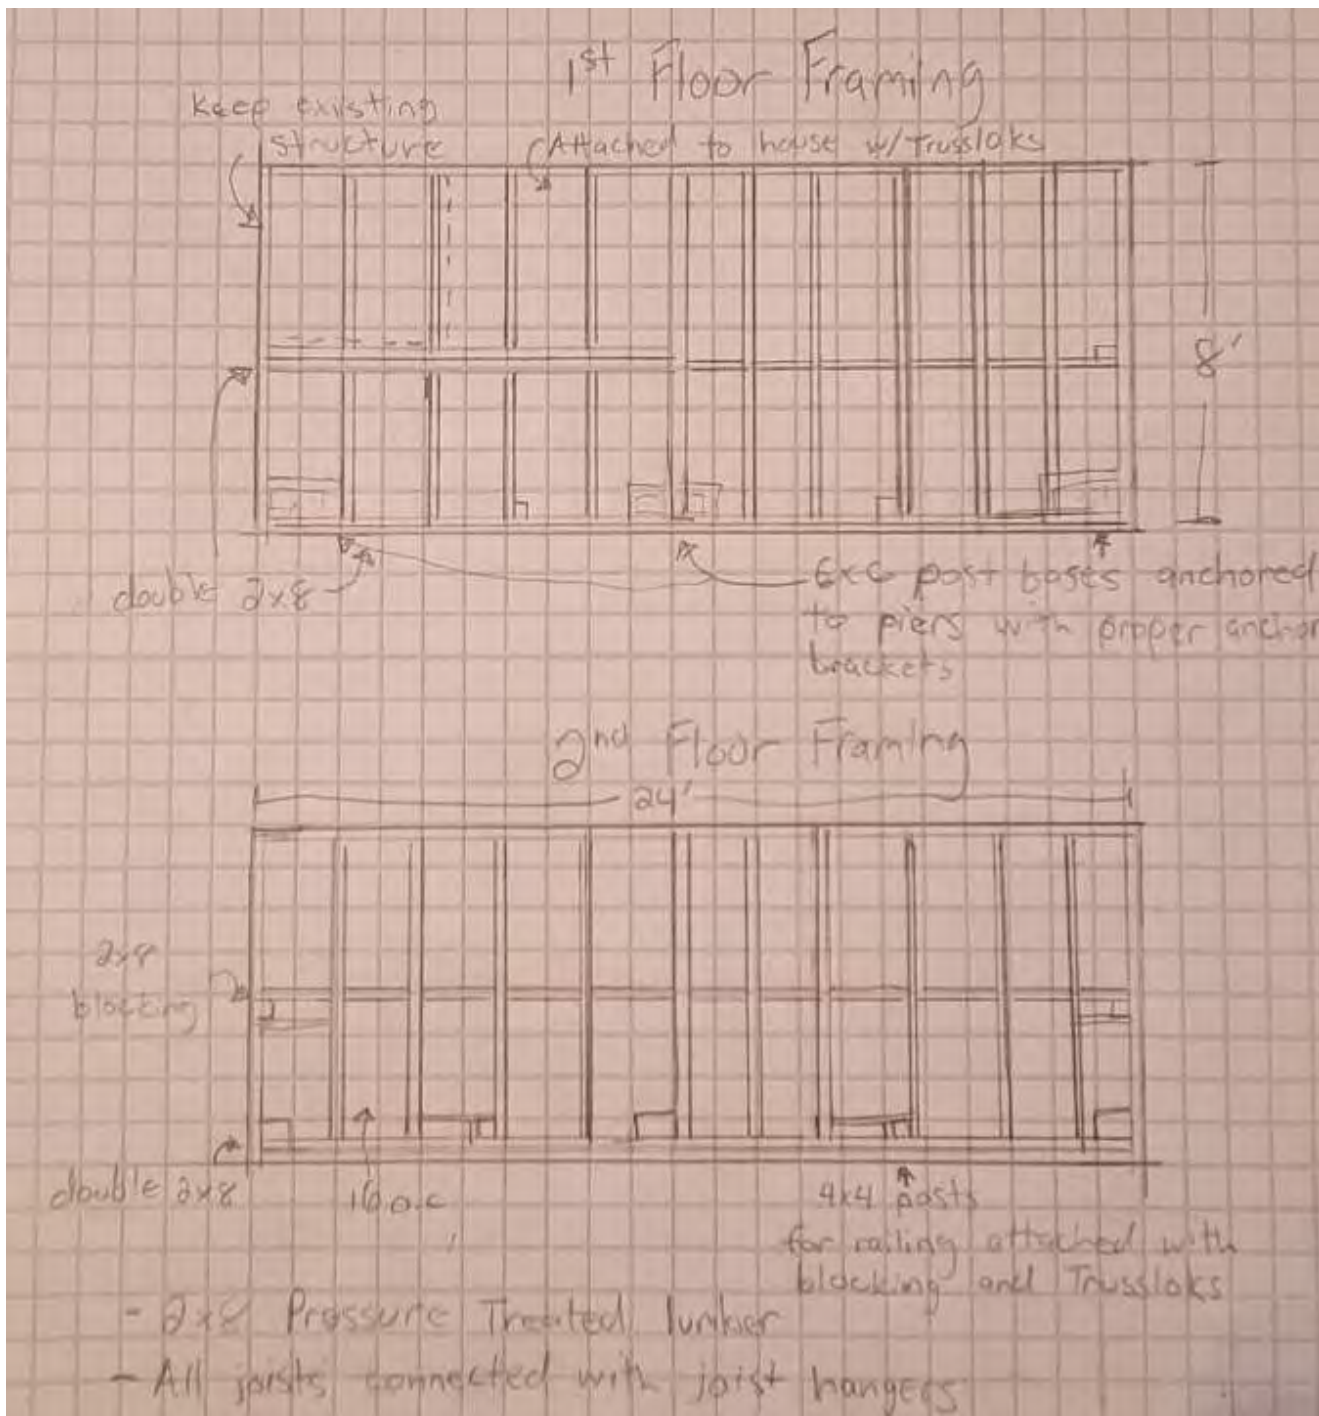 1st Floor Framing
Keep existing
structure
Attached to house w/Trussloks
8'
double 2x8
6x6 post bases anchored
to piers with proper anchor
brackets
2nd Floor Framing
24'
2x8
blocking
double 2x8
16 o.c
4x4 posts
for railing attached with
blocking and Trussloks
- 2x8 Pressure Treated lumber
- All joists connected with joist hangers